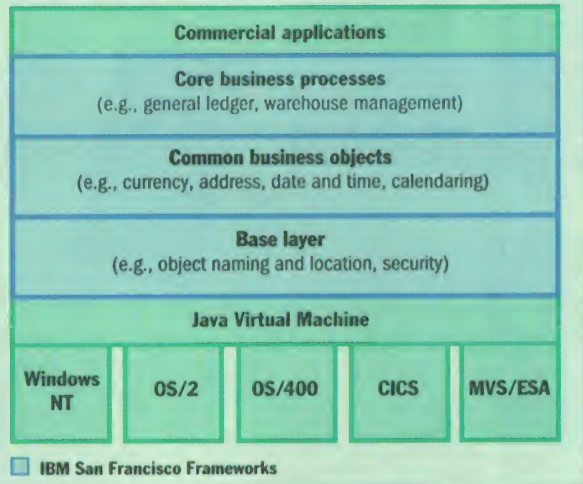 Commercial applications
Core business processes
(e.g., general ledger, warehouse management)
Common business objects
(e.g., currency, address, date and time, calendaring)
Base layer
(e.g., object naming and location, security)
Java Virtual Machine
Windows
NT
OS/2
OS/400
CICS
MVS/ESA
IBM San Francisco Frameworks